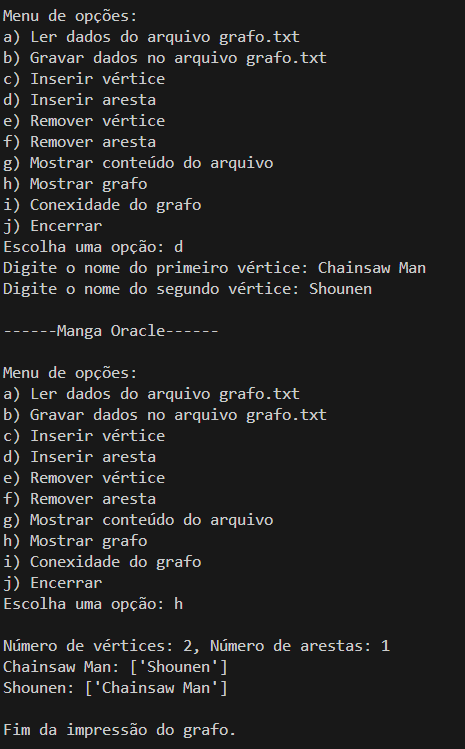 Menu de opções:
a) Ler dados do arquivo grafo.txt
b) Gravar dados no arquivo grafo.txt
c) Inserir vértice
d) Inserir aresta
e) Remover vértice
f) Remover aresta
g) Mostrar conteúdo do arquivo
h) Mostrar grafo
i) Conexidade do grafo
j) Encerrar
Escolha uma opção: d
Digite o nome do primeiro vértice: Chainsaw Man
Digite o nome do segundo vértice: Shounen
------Manga Oracle------
Menu de opções:
a) Ler dados do arquivo grafo.txt
b) Gravar dados no arquivo grafo.txt
c) Inserir vértice
d) Inserir aresta
e) Remover vértice
f) Remover aresta
g) Mostrar conteúdo do arquivo
h) Mostrar grafo
i) Conexidade do grafo
j) Encerrar
Escolha uma opção: h
Número de vértices: 2, Número de arestas: 1
Chainsaw Man: ['Shounen']
Shounen: ['Chainsaw Man']
Fim da impressão do grafo.